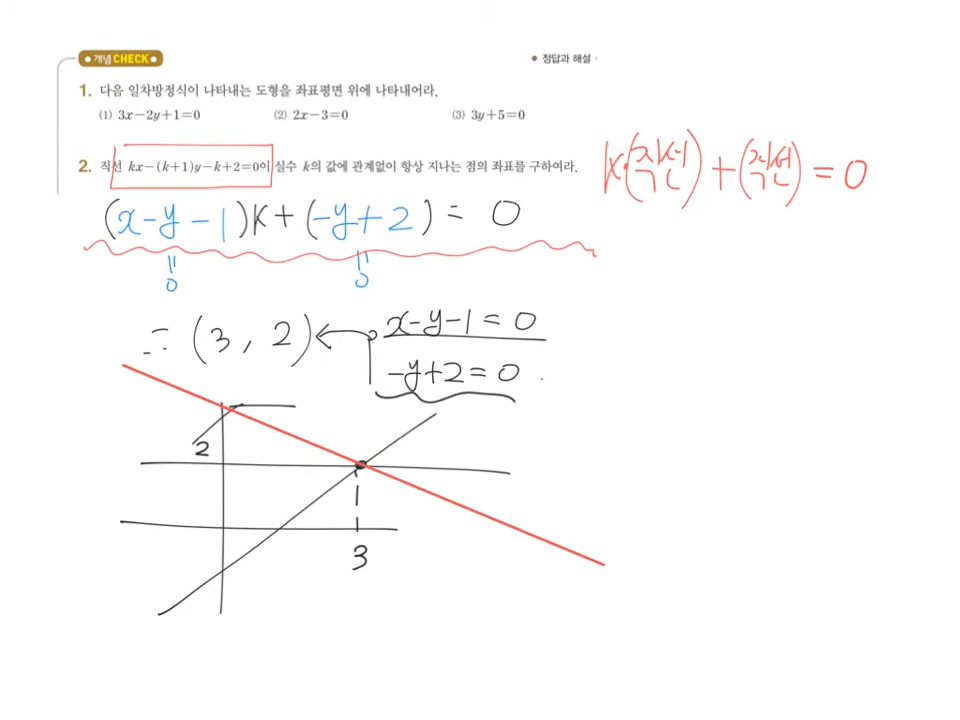 개념 CHECK
정답과 해설
1. 다음 일차방정식이 나타내는 도형을 좌표평면 위에 나타내어라.
(1) 3x-2y+1=0 (2) 2x-3=0 (3) 3y+5=0
2. 직선 kx-(k+1)y-k+2=0이 실수 k의 값에 관계없이 항상 지나는 점의 좌표를 구하여라.
k·(직선)+(직선)=0
(x-y-1)k+(-y+2)=0
0 0
∴ (3, 2) ← x-y-1=0
-y+2=0
2
3